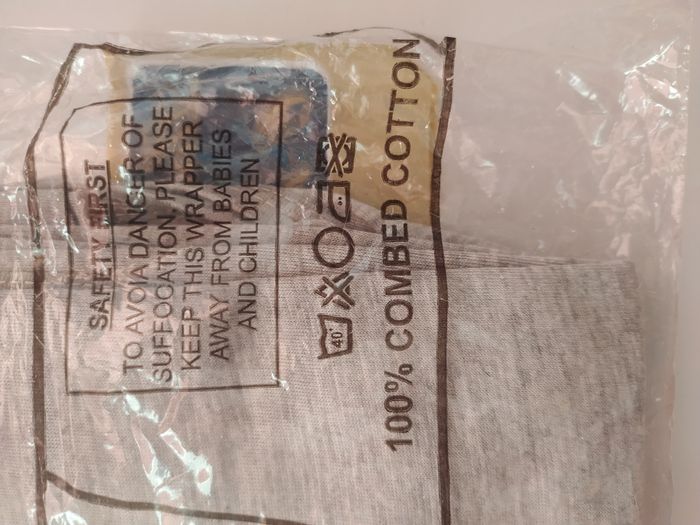 SAFETY FIRST
TO AVOID DANGER OF
SUFFOCATION, PLEASE
KEEP THIS WRAPPER
AWAY FROM BABIES
AND CHILDREN
40°
100% COMBED COTTON